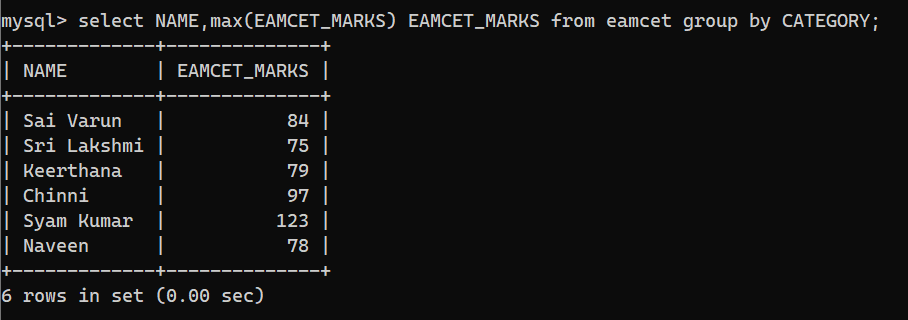 mysql> select NAME,max(EAMCET_MARKS) EAMCET_MARKS from eamcet group by CATEGORY;
+-------------+--------------+
| NAME        | EAMCET_MARKS |
+-------------+--------------+
| Sai Varun   |           84 |
| Sri Lakshmi |           75 |
| Keerthana   |           79 |
| Chinni      |           97 |
| Syam Kumar  |          123 |
| Naveen      |           78 |
+-------------+--------------+
6 rows in set (0.00 sec)